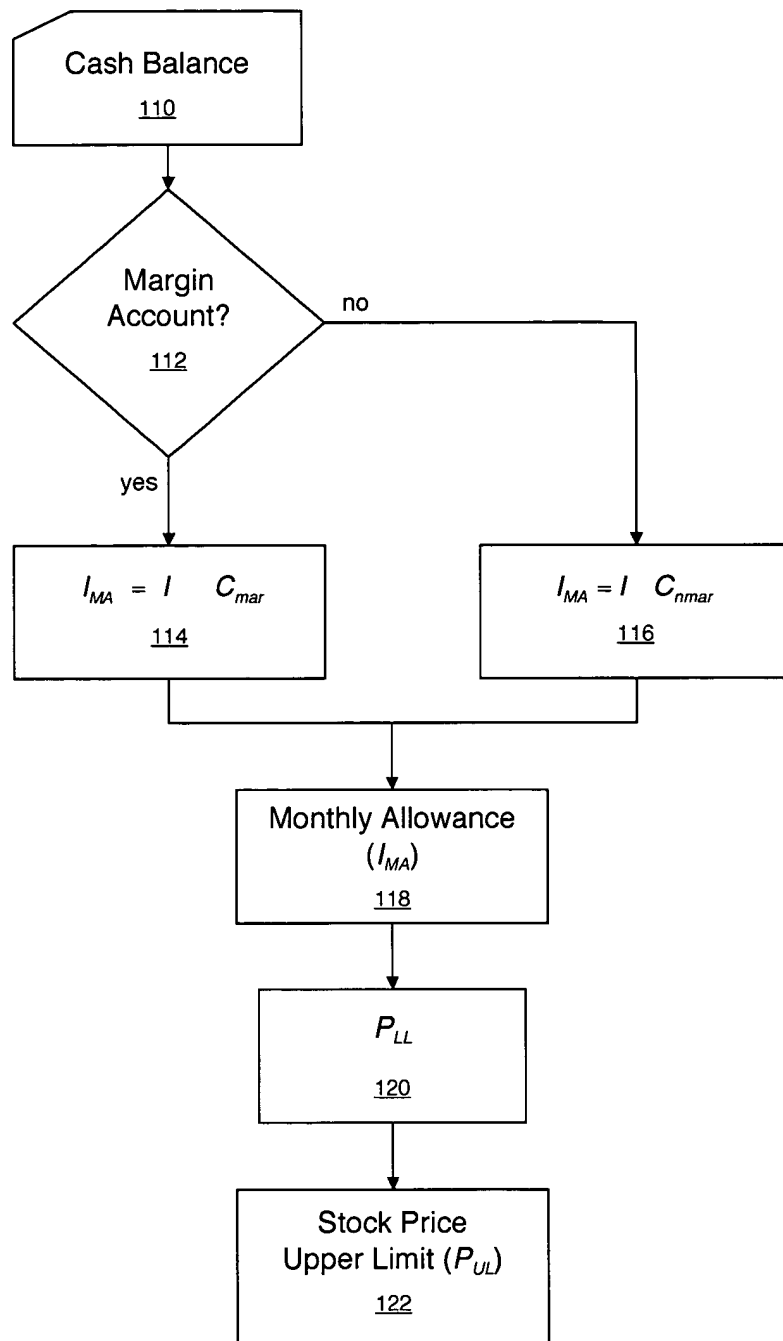 Cash Balance
110
Margin
Account?
112
no
yes
I_MA = I C_mar
114
I_MA = I C_nmar
116
Monthly Allowance
(I_MA)
118
P_LL
120
Stock Price
Upper Limit (P_UL)
122